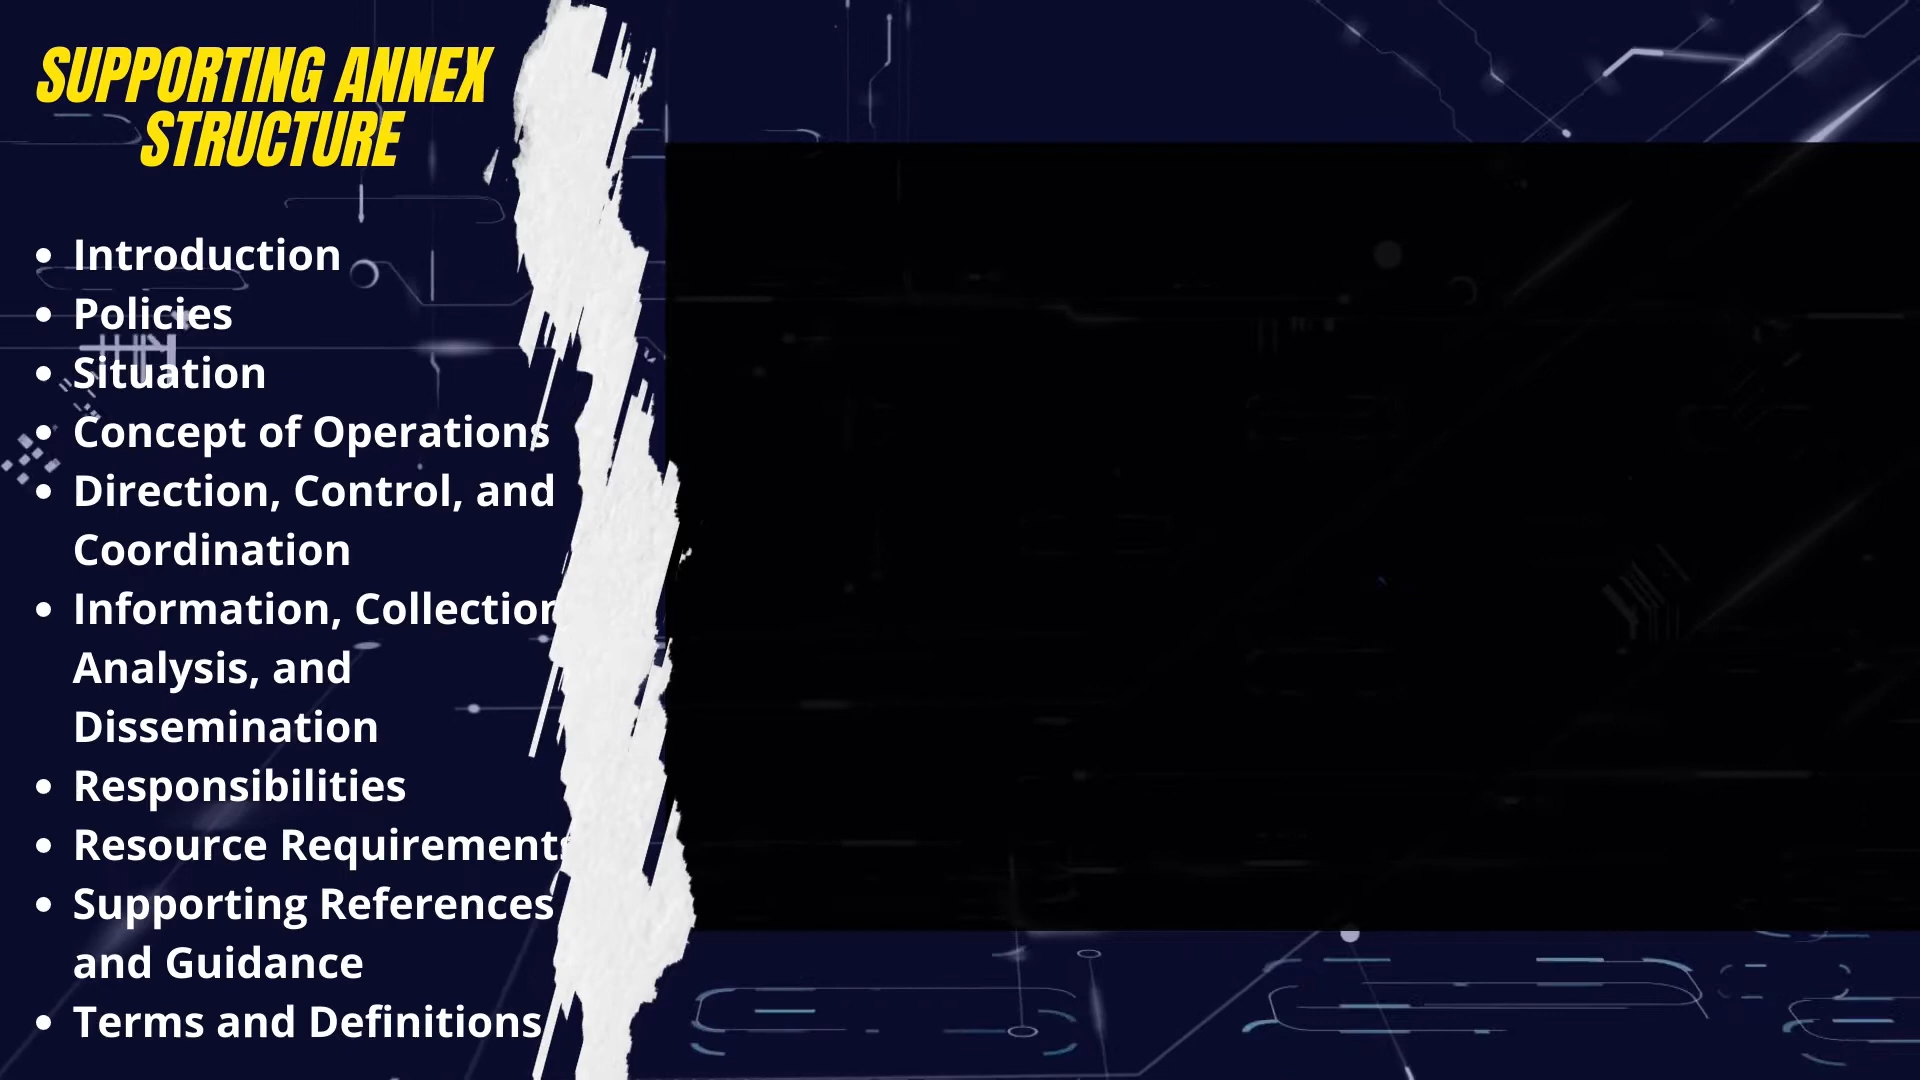 SUPPORTING ANNEX
STRUCTURE
• Introduction
• Policies
• Situation
• Concept of Operations
• Direction, Control, and
Coordination
• Information, Collection
Analysis, and
Dissemination
• Responsibilities
• Resource Requirements
• Supporting References
and Guidance
• Terms and Definitions